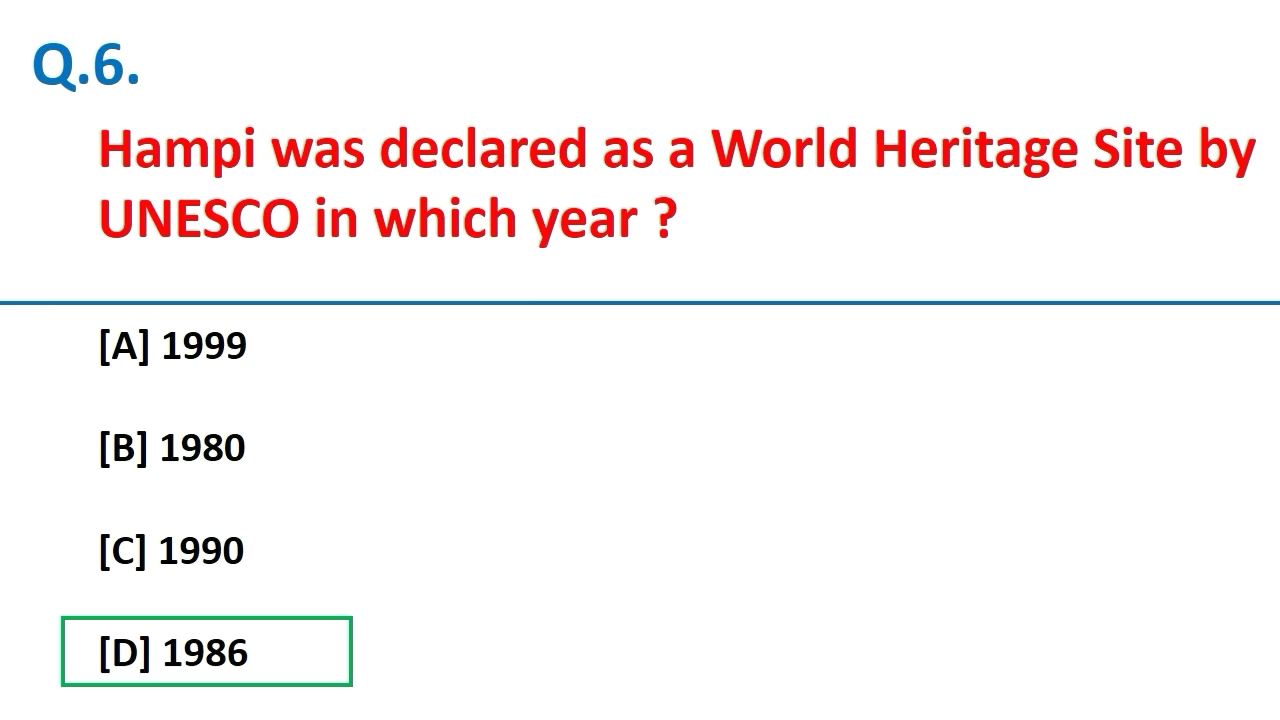 Q.6.
Hampi was declared as a World Heritage Site by
UNESCO in which year ?
[A] 1999
[B] 1980
[C] 1990
[D] 1986